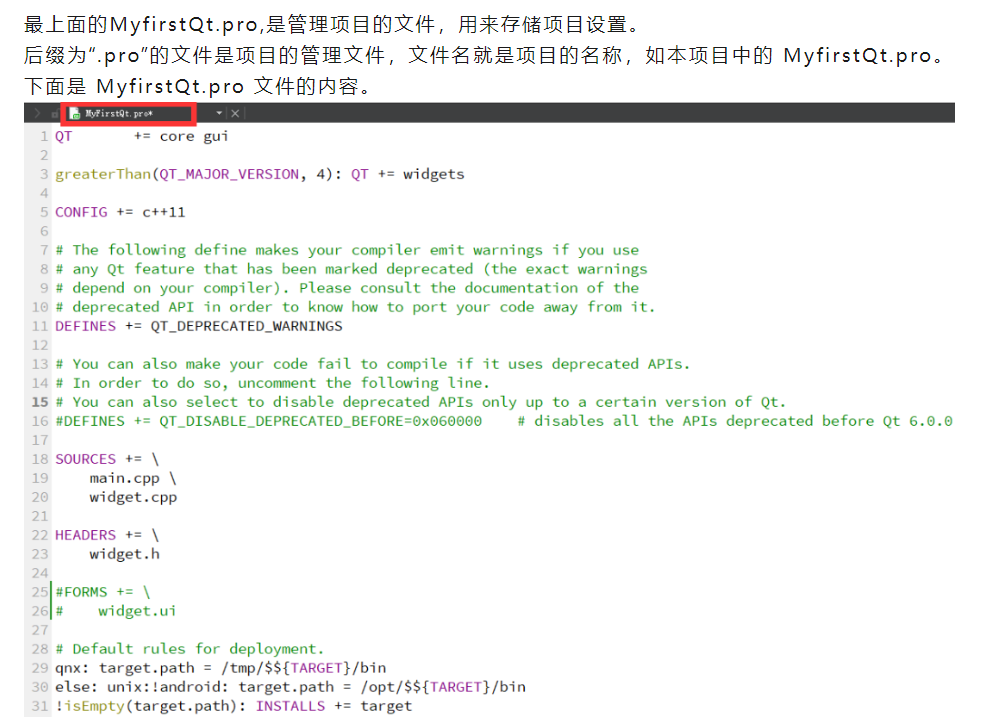 最上面的MyfirstQt.pro,是管理项目的文件，用来存储项目设置。
后缀为“.pro”的文件是项目的管理文件，文件名就是项目的名称，如本项目中的 MyfirstQt.pro。
下面是 MyfirstQt.pro 文件的内容。
MyFirstQt.pro*
1 QT       += core gui
2
3 greaterThan(QT_MAJOR_VERSION, 4): QT += widgets
4
5 CONFIG += c++11
6
7 # The following define makes your compiler emit warnings if you use
8 # any Qt feature that has been marked deprecated (the exact warnings
9 # depend on your compiler). Please consult the documentation of the
10 # deprecated API in order to know how to port your code away from it.
11 DEFINES += QT_DEPRECATED_WARNINGS
12
13 # You can also make your code fail to compile if it uses deprecated APIs.
14 # In order to do so, uncomment the following line.
15 # You can also select to disable deprecated APIs only up to a certain version of Qt.
16 #DEFINES += QT_DISABLE_DEPRECATED_BEFORE=0x060000    # disables all the APIs deprecated before Qt 6.0.0
17
18 SOURCES += \
19     main.cpp \
20     widget.cpp
21
22 HEADERS += \
23     widget.h
24
25 #FORMS += \
26 #    widget.ui
27
28 # Default rules for deployment.
29 qnx: target.path = /tmp/$${TARGET}/bin
30 else: unix:!android: target.path = /opt/$${TARGET}/bin
31 !isEmpty(target.path): INSTALLS += target